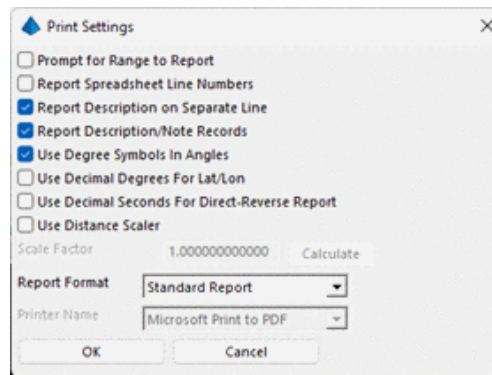 Print Settings
Prompt for Range to Report
Report Spreadsheet Line Numbers
Report Description on Separate Line
Report Description/Note Records
Use Degree Symbols In Angles
Use Decimal Degrees For Lat/Lon
Use Decimal Seconds For Direct-Reverse Report
Use Distance Scaler
Scale Factor 1.000000000000 Calculate
Report Format Standard Report
Printer Name Microsoft Print to PDF
OK Cancel